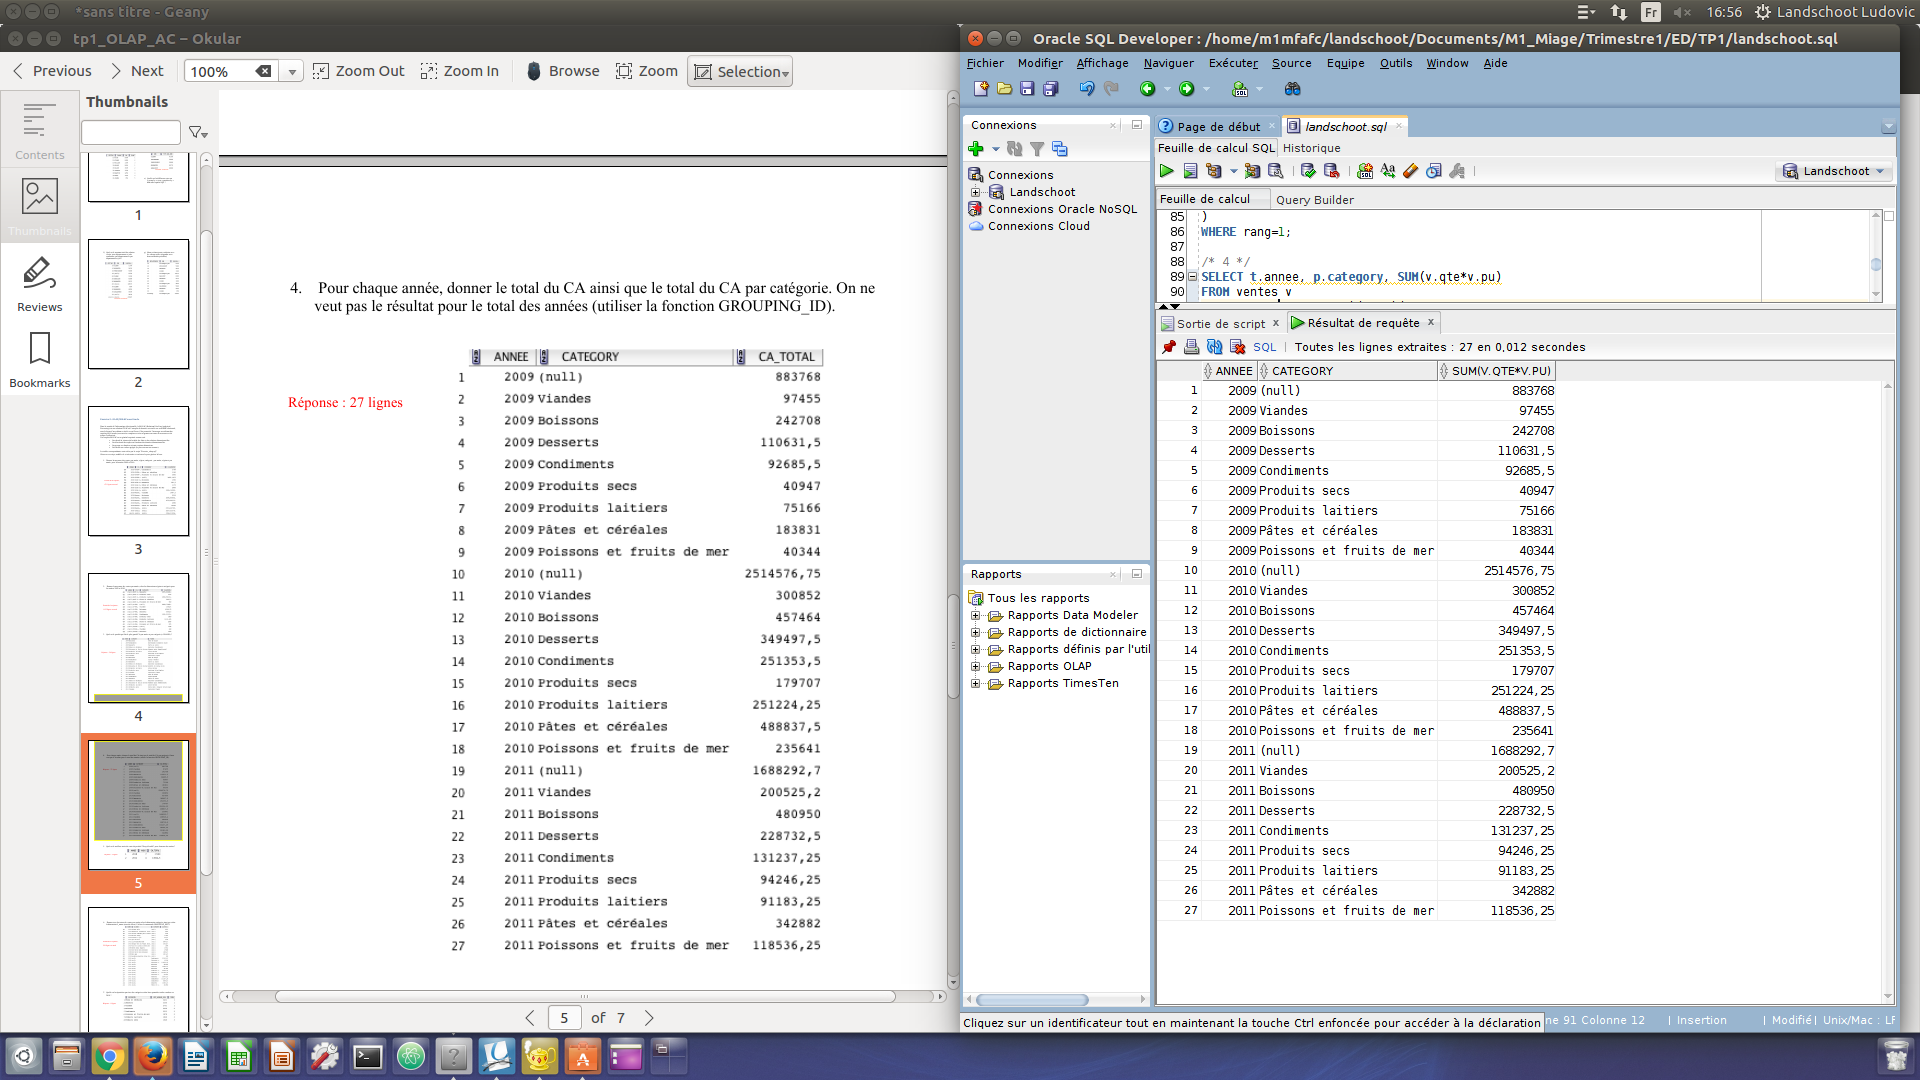 *sans titre - Geany
Fr
16:56
Landschoot Ludovic
tp1_OLAP_AC – Okular
Previous
Next
100%
Zoom Out
Zoom In
Browse
Zoom
Selection
Contents
Thumbnails
Reviews
Bookmarks
Thumbnails
1
2
3
4
5
4. Pour chaque année, donner le total du CA ainsi que le total du CA par catégorie. On ne
veut pas le résultat pour le total des années (utiliser la fonction GROUPING_ID).
Réponse : 27 lignes
ANNEE CATEGORY CA_TOTAL
1 2009 (null) 883768
2 2009 Viandes 97455
3 2009 Boissons 242708
4 2009 Desserts 110631,5
5 2009 Condiments 92685,5
6 2009 Produits secs 40947
7 2009 Produits laitiers 75166
8 2009 Pâtes et céréales 183831
9 2009 Poissons et fruits de mer 40344
10 2010 (null) 2514576,75
11 2010 Viandes 300852
12 2010 Boissons 457464
13 2010 Desserts 349497,5
14 2010 Condiments 251353,5
15 2010 Produits secs 179707
16 2010 Produits laitiers 251224,25
17 2010 Pâtes et céréales 488837,5
18 2010 Poissons et fruits de mer 235641
19 2011 (null) 1688292,7
20 2011 Viandes 200525,2
21 2011 Boissons 480950
22 2011 Desserts 228732,5
23 2011 Condiments 131237,25
24 2011 Produits secs 94246,25
25 2011 Produits laitiers 91183,25
26 2011 Pâtes et céréales 342882
27 2011 Poissons et fruits de mer 118536,25
5 of 7
Oracle SQL Developer : /home/m1mfafc/landschoot/Documents/M1_Miage/Trimestre1/ED/TP1/landschoot.sql
Fichier Modifier Affichage Naviguer Exécuter Source Equipe Outils Window Aide
Connexions
Connexions
Landschoot
Connexions Oracle NoSQL
Connexions Cloud
Rapports
Tous les rapports
Rapports Data Modeler
Rapports de dictionnaire
Rapports définis par l'util
Rapports OLAP
Rapports TimesTen
Page de début
landschoot.sql
Feuille de calcul SQL
Historique
Landschoot
Feuille de calcul
Query Builder
85 )
86 WHERE rang=1;
87
88 /* 4 */
89 SELECT t.annee, p.category, SUM(v.qte*v.pu)
90 FROM ventes v
Sortie de script x
Résultat de requête x
SQL | Toutes les lignes extraites : 27 en 0,012 secondes
ANNEE CATEGORY SUM(V.QTE*V.PU)
1 2009 (null) 883768
2 2009 Viandes 97455
3 2009 Boissons 242708
4 2009 Desserts 110631,5
5 2009 Condiments 92685,5
6 2009 Produits secs 40947
7 2009 Produits laitiers 75166
8 2009 Pâtes et céréales 183831
9 2009 Poissons et fruits de mer 40344
10 2010 (null) 2514576,75
11 2010 Viandes 300852
12 2010 Boissons 457464
13 2010 Desserts 349497,5
14 2010 Condiments 251353,5
15 2010 Produits secs 179707
16 2010 Produits laitiers 251224,25
17 2010 Pâtes et céréales 488837,5
18 2010 Poissons et fruits de mer 235641
19 2011 (null) 1688292,7
20 2011 Viandes 200525,2
21 2011 Boissons 480950
22 2011 Desserts 228732,5
23 2011 Condiments 131237,25
24 2011 Produits secs 94246,25
25 2011 Produits laitiers 91183,25
26 2011 Pâtes et céréales 342882
27 2011 Poissons et fruits de mer 118536,25
Cliquez sur un identificateur tout en maintenant la touche Ctrl enfoncée pour accéder à la déclaration
ne 91 Colonne 12 | Insertion | Modifié | Unix/Mac : LF